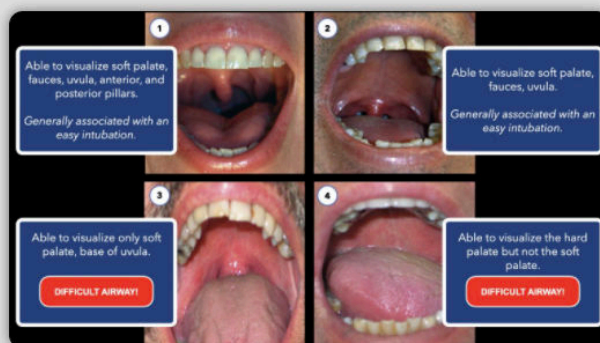 1
Able to visualize soft palate,
fauces, uvula, anterior, and
posterior pillars.
Generally associated with an
easy intubation.
2
Able to visualize soft palate,
fauces, uvula.
Generally associated with an
easy intubation.
3
Able to visualize only soft
palate, base of uvula.
DIFFICULT AIRWAY!
4
Able to visualize the hard
palate but not the soft
palate.
DIFFICULT AIRWAY!